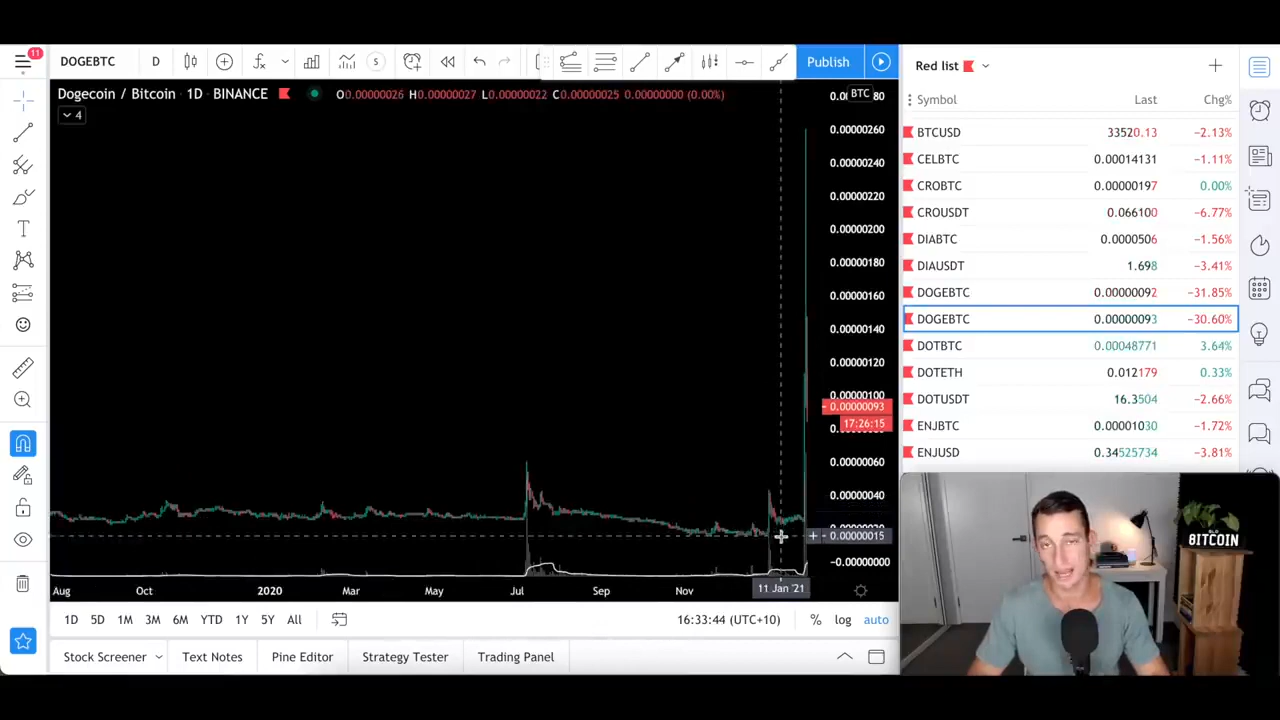 11
DOGEBTC D S Publish
Red list
Dogecoin / Bitcoin · 1D · BINANCE O0.00000026 H0.00000027 L0.00000022 C0.00000025 0.00000000 (0.00%)
BTC
4
Symbol Last Chg%
BTCUSD 33520.13 −2.13%
CELBTC 0.00014131 −1.11%
CROBTC 0.00000197 0.00%
CROUSDT 0.066100 −6.77%
DIABTC 0.0000506 −1.56%
DIAUSDT 1.698 −3.41%
DOGEBTC 0.00000092 −31.85%
DOGEBTC 0.00000093 −30.60%
DOTBTC 0.00048771 3.64%
DOTETH 0.012179 0.33%
DOTUSDT 16.3504 −2.66%
ENJBTC 0.00001030 −1.72%
ENJUSD 0.34525734 −3.81%
0.00000260
0.00000240
0.00000220
0.00000200
0.00000180
0.00000160
0.00000140
0.00000120
0.00000100
0.00000093
17:26:15
0.00000060
0.00000040
0.00000015
−0.00000000
Aug Oct 2020 Mar May Jul Sep Nov 11 Jan '21
1D 5D 1M 3M 6M YTD 1Y 5Y All 16:33:44 (UTC+10) % log auto
Stock Screener Text Notes Pine Editor Strategy Tester Trading Panel
BITCOIN